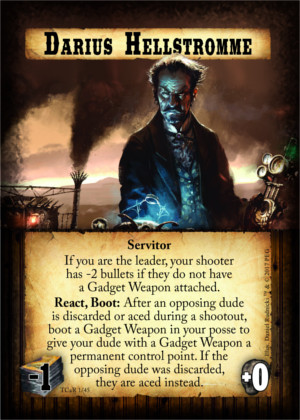 Darius Hellstromme
Servitor
If you are the leader, your shooter
has -2 bullets if they do not
have a Gadget Weapon attached.
React, Boot: After an opposing dude
is discarded or aced during a shootout,
boot a Gadget Weapon in your posse to
give your dude with a Gadget Weapon a
permanent control point. If the
opposing dude was discarded,
they are aced instead.
-1
+0